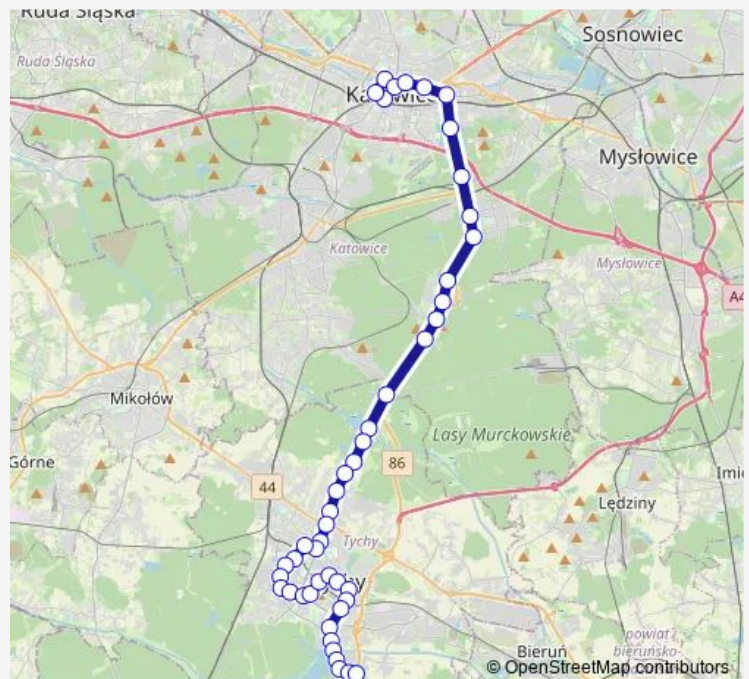 Ruda Śląska
Sosnowiec
Ruda Śląska
Katowice
Mysłowice
Katowice
Mysłowice
A4
Mikołów
Lasy Murckowskie
Górne
86
44
Lędziny
Tychy
Bieruń
powiat
bieruńsko-
© OpenStreetMap contributors